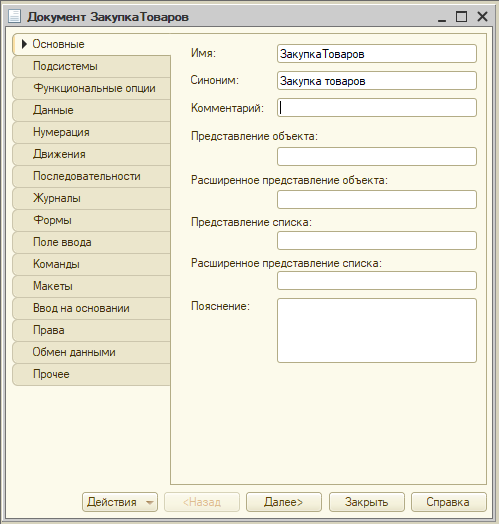 Документ ЗакупкаТоваров
Основные
Подсистемы
Функциональные опции
Данные
Нумерация
Движения
Последовательности
Журналы
Формы
Поле ввода
Команды
Макеты
Ввод на основании
Права
Обмен данными
Прочее
Имя: ЗакупкаТоваров
Синоним: Закупка товаров
Комментарий:
Представление объекта:
Расширенное представление объекта:
Представление списка:
Расширенное представление списка:
Пояснение:
Действия <Назад Далее> Закрыть Справка